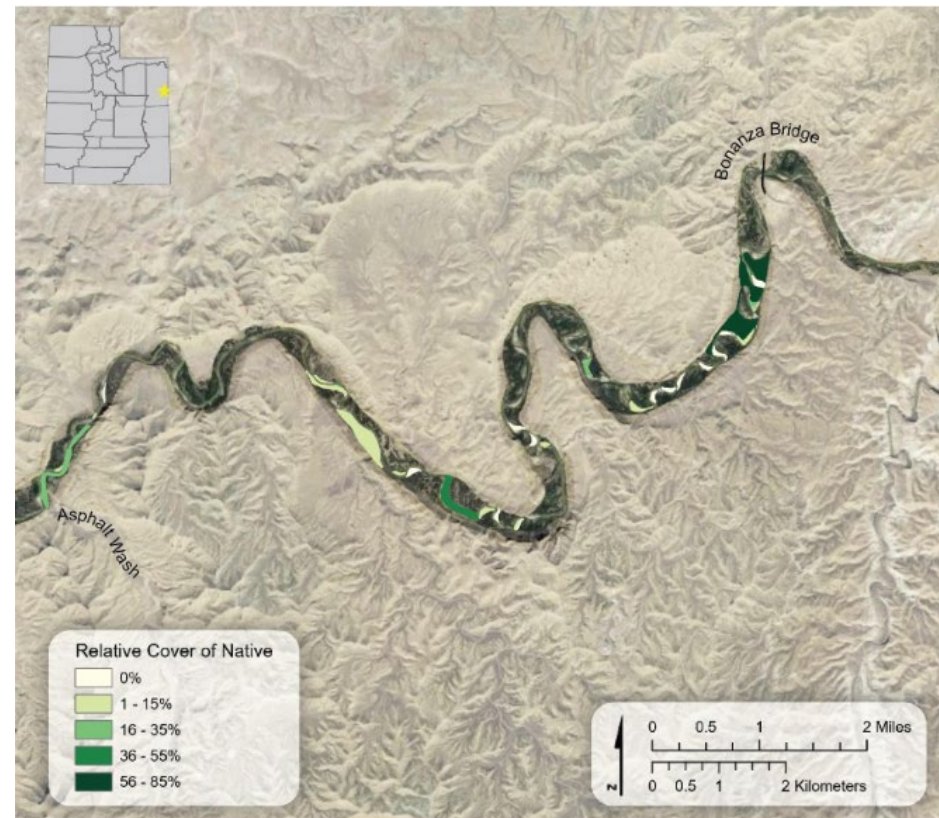 Bonanza Bridge
Asphalt Wash
Relative Cover of Native
0%
1 - 15%
16 - 35%
36 - 55%
56 - 85%
N
0 0.5 1 2 Miles
0 0.5 1 2 Kilometers